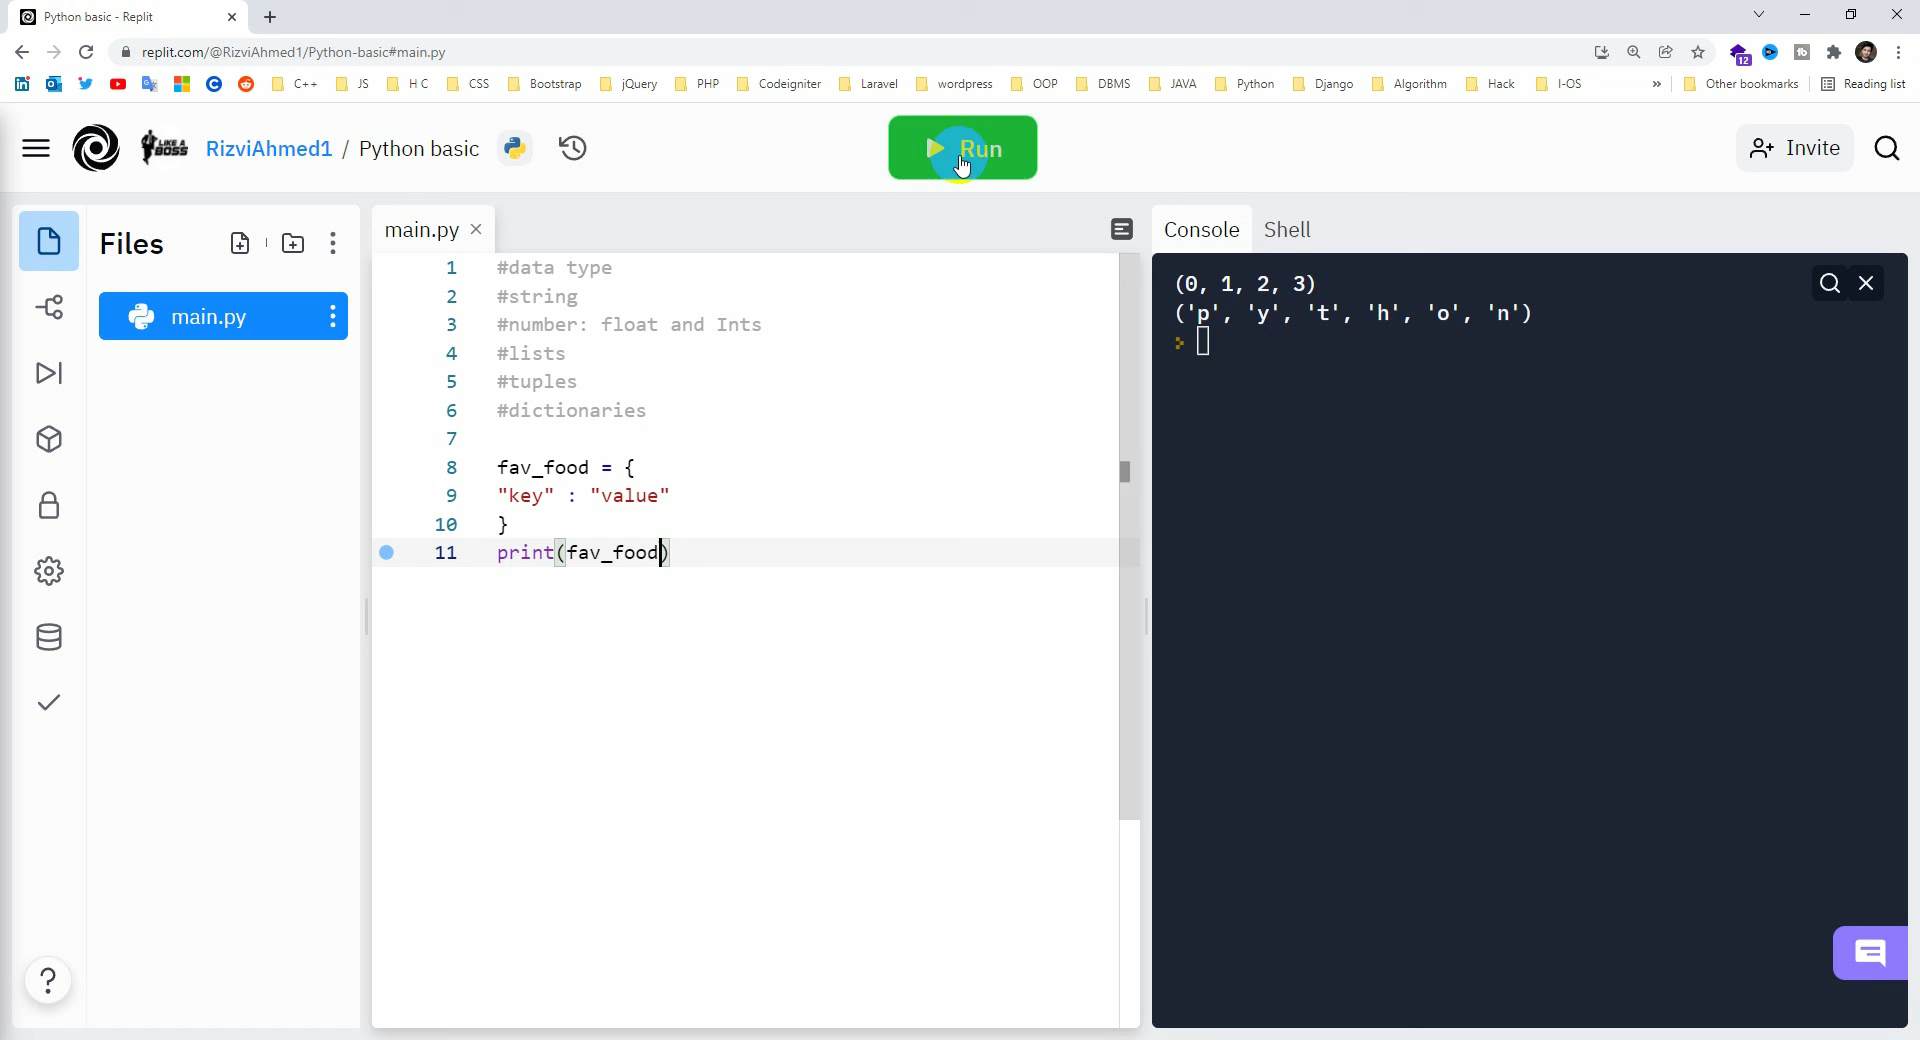 Python basic - Replit
replit.com/@RizviAhmed1/Python-basic#main.py
12
C++ JS H C CSS Bootstrap jQuery PHP Codeigniter Laravel wordpress OOP DBMS JAVA Python Django Algorithm Hack I-OS » Other bookmarks Reading list
LIKE A BOSS RizviAhmed1 / Python basic Run Invite
Files
main.py
main.py
1 #data type
2 #string
3 #number: float and Ints
4 #lists
5 #tuples
6 #dictionaries
7
8 fav_food = {
9 "key" : "value"
10 }
11 print(fav_food)
Console Shell
(0, 1, 2, 3)
('p', 'y', 't', 'h', 'o', 'n')